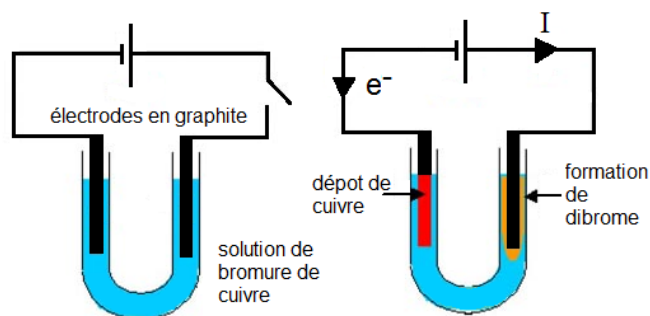 électrodes en graphite
solution de
bromure de
cuivre
I
e⁻
dépot de
cuivre
formation
de
dibrome